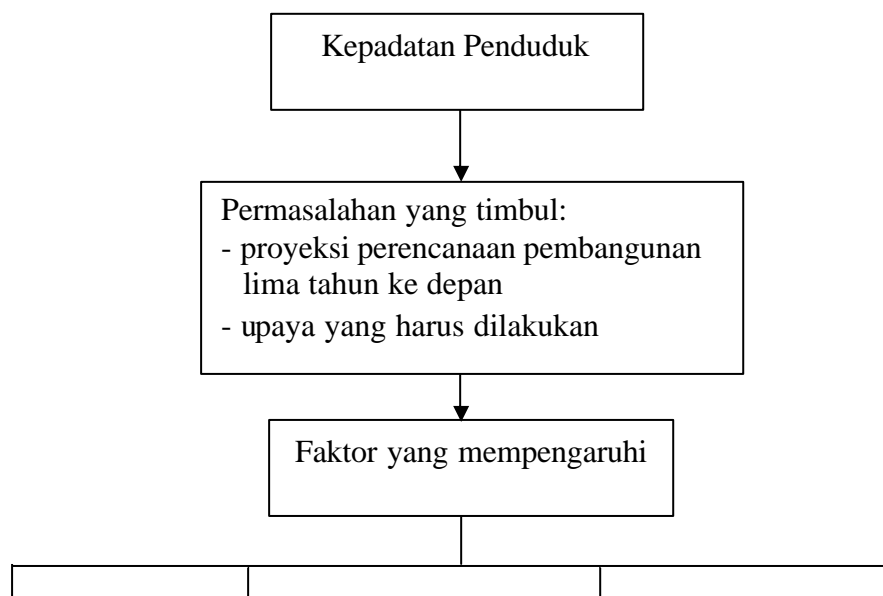 Kepadatan Penduduk
Permasalahan yang timbul:
- proyeksi perencanaan pembangunan
lima tahun ke depan
- upaya yang harus dilakukan
Faktor yang mempengaruhi